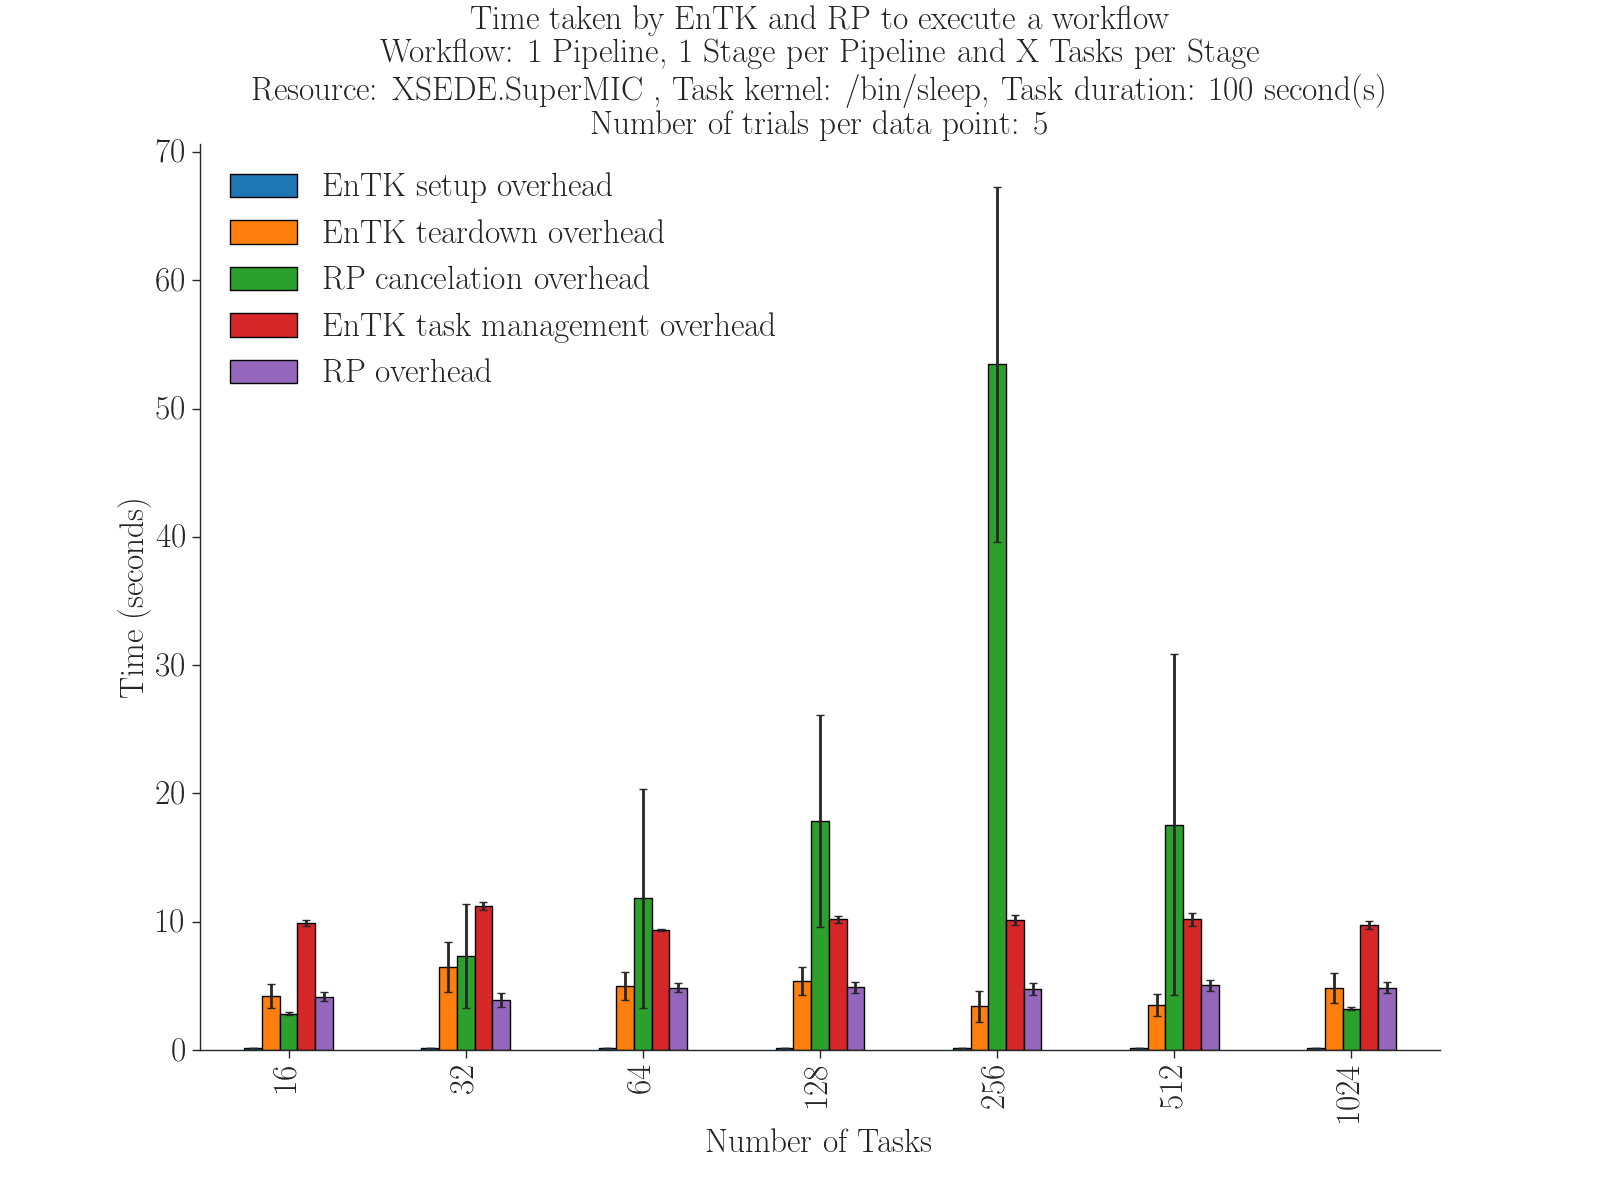 Time taken by EnTK and RP to execute a workflow
Workflow: 1 Pipeline, 1 Stage per Pipeline and X Tasks per Stage
Resource: XSEDE.SuperMIC , Task kernel: /bin/sleep, Task duration: 100 second(s)
Number of trials per data point: 5
70
60
50
40
30
20
10
0
Time (seconds)
EnTK setup overhead
EnTK teardown overhead
RP cancelation overhead
EnTK task management overhead
RP overhead
16
32
64
128
256
512
1024
Number of Tasks